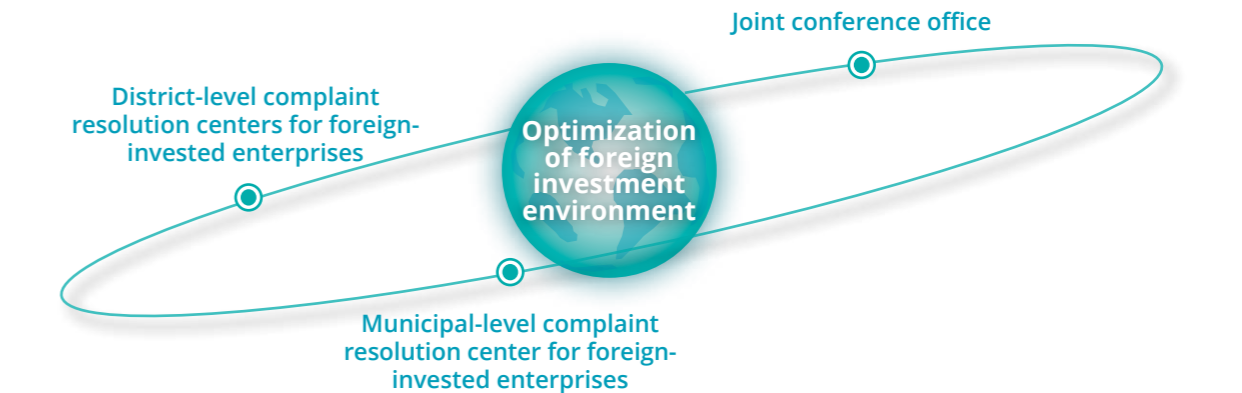 Joint conference office
District-level complaint
resolution centers for foreign-
invested enterprises
Optimization
of foreign
investment
environment
Municipal-level complaint
resolution center for foreign-
invested enterprises